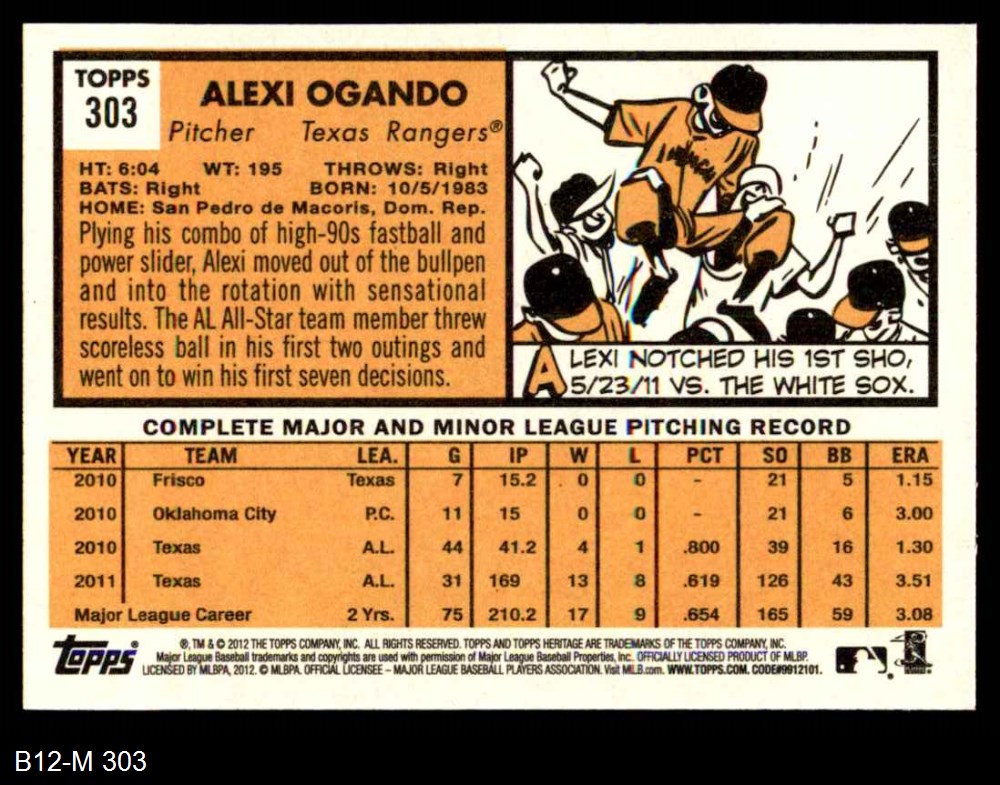 TOPPS
303
ALEXI OGANDO
Pitcher Texas Rangers®
HT: 6:04 WT: 195 THROWS: Right
BATS: Right BORN: 10/5/1983
HOME: San Pedro de Macoris, Dom. Rep.
Plying his combo of high-90s fastball and
power slider, Alexi moved out of the bullpen
and into the rotation with sensational
results. The AL All-Star team member threw
scoreless ball in his first two outings and
went on to win his first seven decisions.
ALEXI NOTCHED HIS 1ST SHO,
5/23/11 VS. THE WHITE SOX.
COMPLETE MAJOR AND MINOR LEAGUE PITCHING RECORD
YEAR TEAM LEA. G IP W L PCT SO BB ERA
2010 Frisco Texas 7 15.2 0 0 - 21 5 1.15
2010 Oklahoma City P.C. 11 15 0 0 - 21 6 3.00
2010 Texas A.L. 44 41.2 4 1 .800 39 16 1.30
2011 Texas A.L. 31 169 13 8 .619 126 43 3.51
Major League Career 2 Yrs. 75 210.2 17 9 .654 165 59 3.08
Topps®
®, TM & © 2012 THE TOPPS COMPANY, INC. ALL RIGHTS RESERVED. TOPPS AND TOPPS HERITAGE ARE TRADEMARKS OF THE TOPPS COMPANY, INC.
Major League Baseball trademarks and copyrights are used with permission of Major League Baseball Properties, Inc. OFFICIALLY LICENSED PRODUCT OF MLBP.
LICENSED BY MLBPA, 2012. © MLBPA. OFFICIAL LICENSEE – MAJOR LEAGUE BASEBALL PLAYERS ASSOCIATION. Visit MLB.com. WWW.TOPPS.COM. CODE#9912101.
B12-M 303